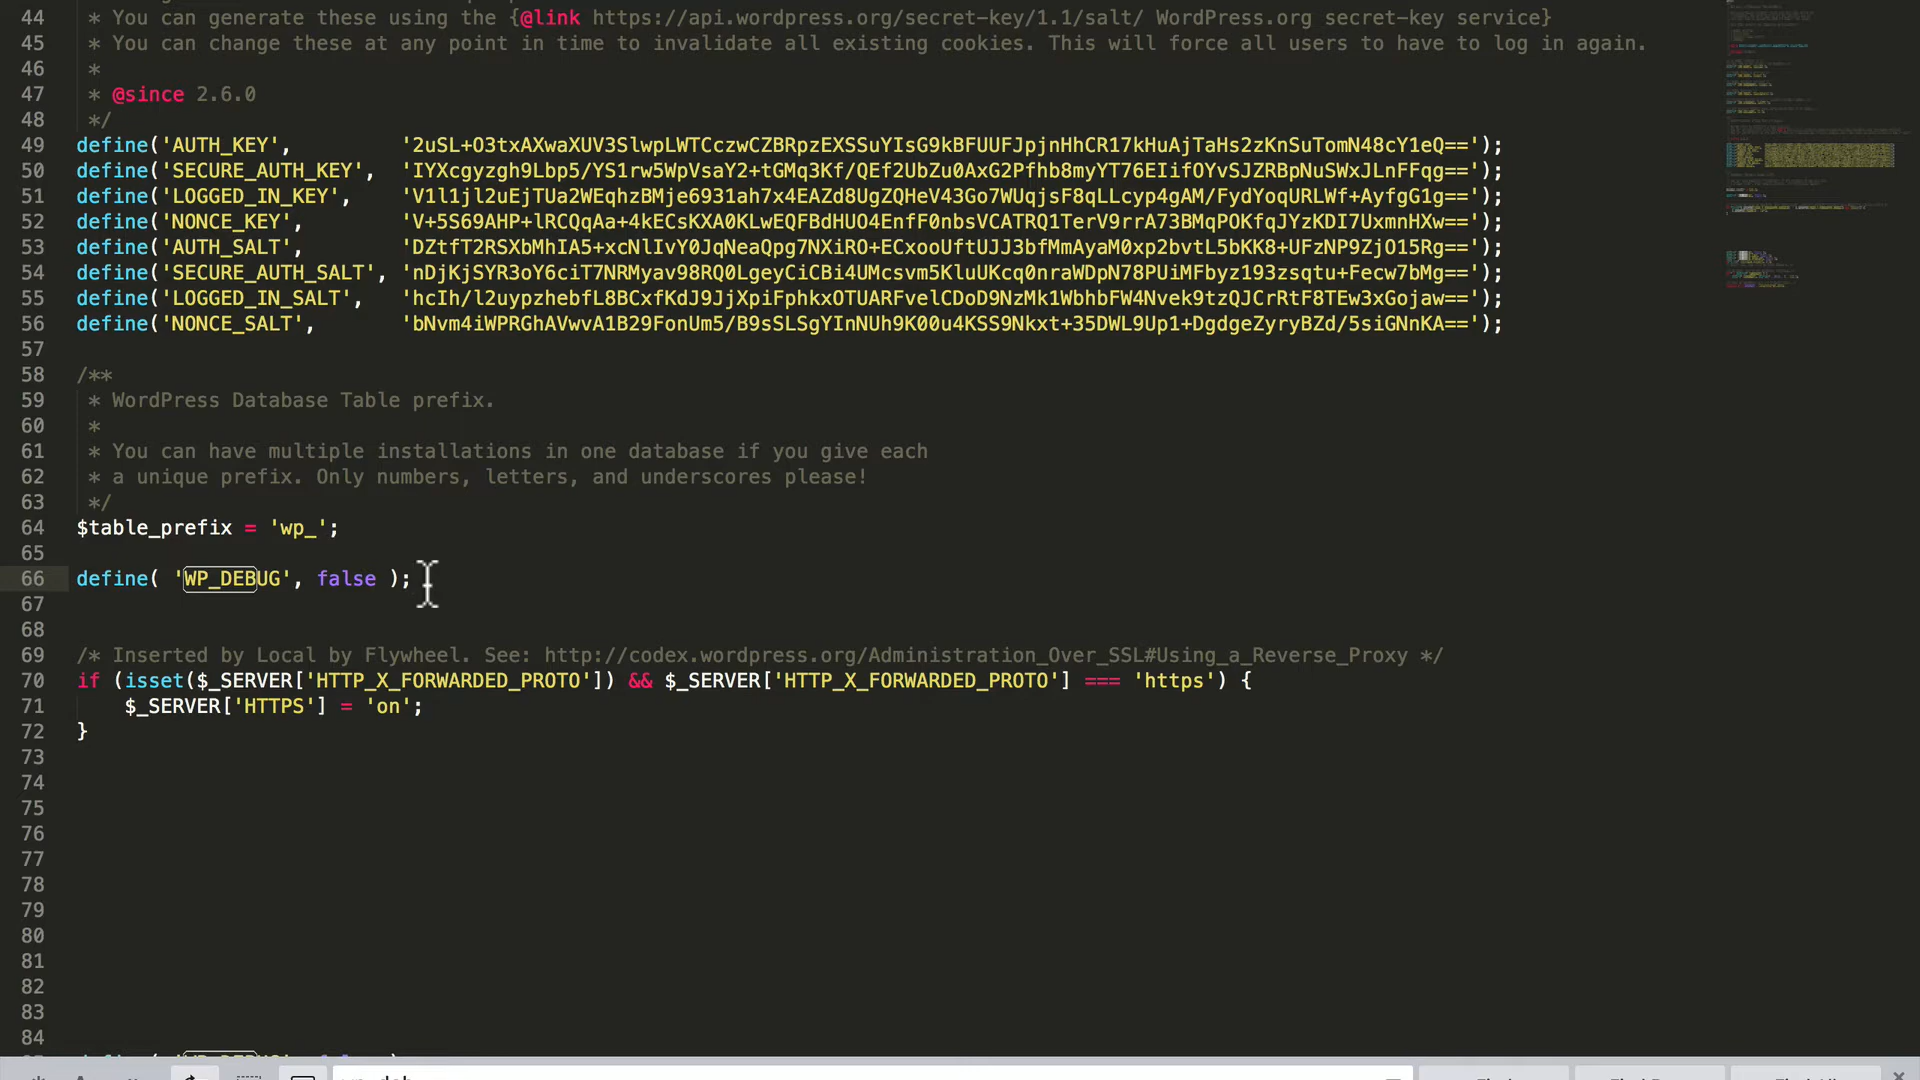 44 * You can generate these using the {@link https://api.wordpress.org/secret-key/1.1/salt/ WordPress.org secret-key service}
45 * You can change these at any point in time to invalidate all existing cookies. This will force all users to have to log in again.
46 *
47 * @since 2.6.0
48 */
49 define('AUTH_KEY', '2uSL+O3txAXwaXUV3SlwpLWTCczwCZBRpzEXSSuYIsG9kBFUUFJpjnHhCR17kHuAjTaHs2zKnSuTomN48cY1eQ==');
50 define('SECURE_AUTH_KEY', 'IYXcgyzgh9Lbp5/YS1rw5WpVsaY2+tGMq3Kf/QEf2UbZu0AxG2Pfhb8myYT76EIifOYvSJZRBpNuSWxJLnFFqg==');
51 define('LOGGED_IN_KEY', 'V1l1jl2uEjTUa2WEqhzBMje6931ah7x4EAZd8UgZQHeV43Go7WUqjsF8qLLcyp4gAM/FydYoqURLWf+AyfgG1g==');
52 define('NONCE_KEY', 'V+5S69AHP+lRCQqAa+4kECsKXA0KLwEQFBdHUO4EnfF0nbsVCATRQ1TerV9rrA73BMqPOKfqJYzKDI7UxmnHXw==');
53 define('AUTH_SALT', 'DZtfT2RSXbMhIA5+xcNlIvY0JqNeaQpg7NXiRO+ECxooUftUJJ3bfMmAyaM0xp2bvtL5bKK8+UFzNP9ZjO15Rg==');
54 define('SECURE_AUTH_SALT', 'nDjKjSYR3oY6ciT7NRMyav98RQ0LgeyCiCBi4UMcsvm5KluUKcq0nraWDpN78PUiMFbyz193zsqtu+Fecw7bMg==');
55 define('LOGGED_IN_SALT', 'hcIh/l2uypzhebfL8BCxfKdJ9JjXpiFphkxOTUARFvelCDoD9NzMk1WbhbFW4Nvek9tzQJCrRtF8TEw3xGojaw==');
56 define('NONCE_SALT', 'bNvm4iWPRGhAVwvA1B29FonUm5/B9sSLSgYInNUh9K00u4KSS9Nkxt+35DWL9Up1+DgdgeZyryBZd/5siGNnKA==');
57
58 /**
59 * WordPress Database Table prefix.
60 *
61 * You can have multiple installations in one database if you give each
62 * a unique prefix. Only numbers, letters, and underscores please!
63 */
64 $table_prefix = 'wp_';
65
66 define( 'WP_DEBUG', false );
67
68
69 /* Inserted by Local by Flywheel. See: http://codex.wordpress.org/Administration_Over_SSL#Using_a_Reverse_Proxy */
70 if (isset($_SERVER['HTTP_X_FORWARDED_PROTO']) && $_SERVER['HTTP_X_FORWARDED_PROTO'] === 'https') {
71 $_SERVER['HTTPS'] = 'on';
72 }
73
74
75
76
77
78
79
80
81
82
83
84